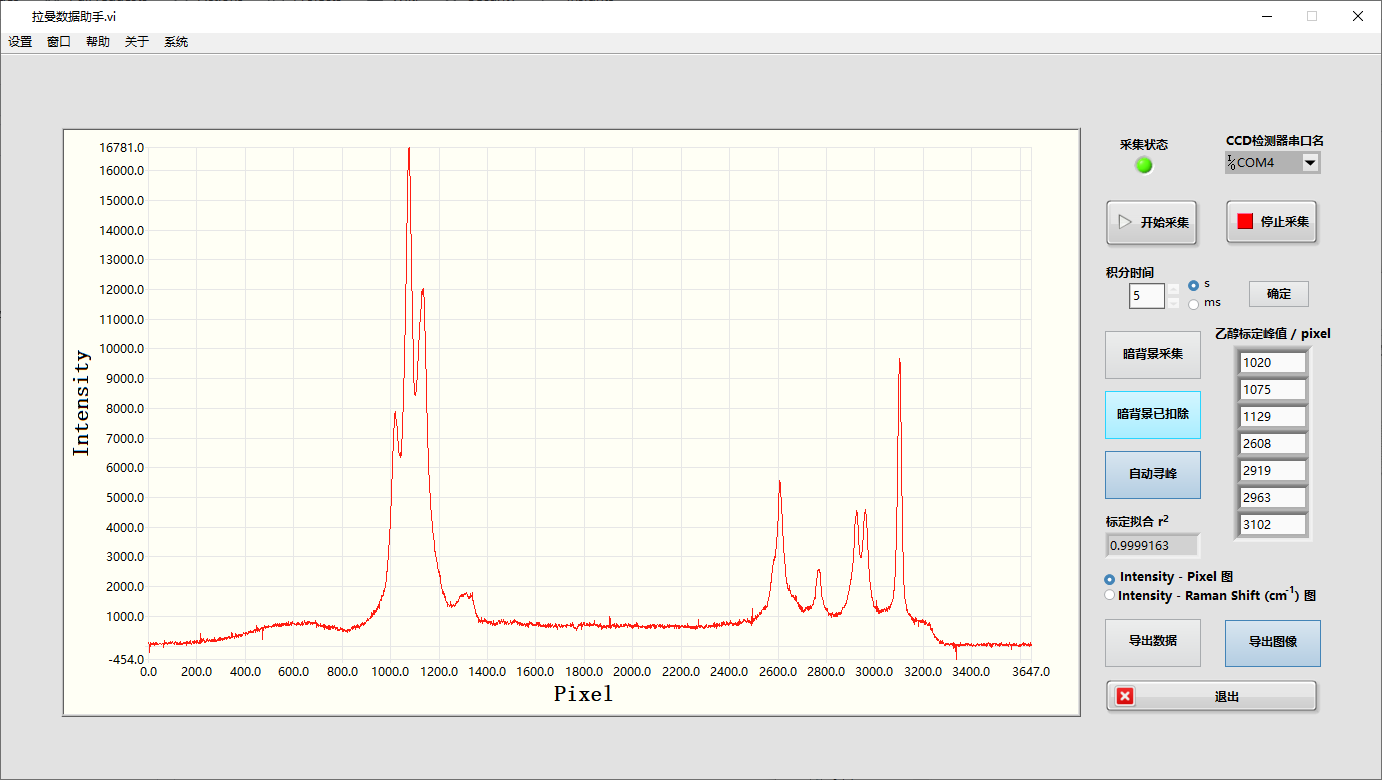 拉曼数据助手.vi
设置 窗口 帮助 关于 系统
16781.0
16000.0
15000.0
14000.0
13000.0
12000.0
11000.0
10000.0
9000.0
8000.0
7000.0
6000.0
5000.0
4000.0
3000.0
2000.0
1000.0
-454.0
Intensity
0.0 200.0 400.0 600.0 800.0 1000.0 1200.0 1400.0 1600.0 1800.0 2000.0 2200.0 2400.0 2600.0 2800.0 3000.0 3200.0 3400.0 3647.0
Pixel
采集状态
CCD检测器串口名
COM4
开始采集
停止采集
积分时间
5
s
ms
确定
暗背景采集
暗背景已扣除
自动寻峰
标定拟合 r²
0.9999163
乙醇标定峰值 / pixel
1020
1075
1129
2608
2919
2963
3102
Intensity - Pixel 图
Intensity - Raman Shift (cm⁻¹) 图
导出数据
导出图像
退出